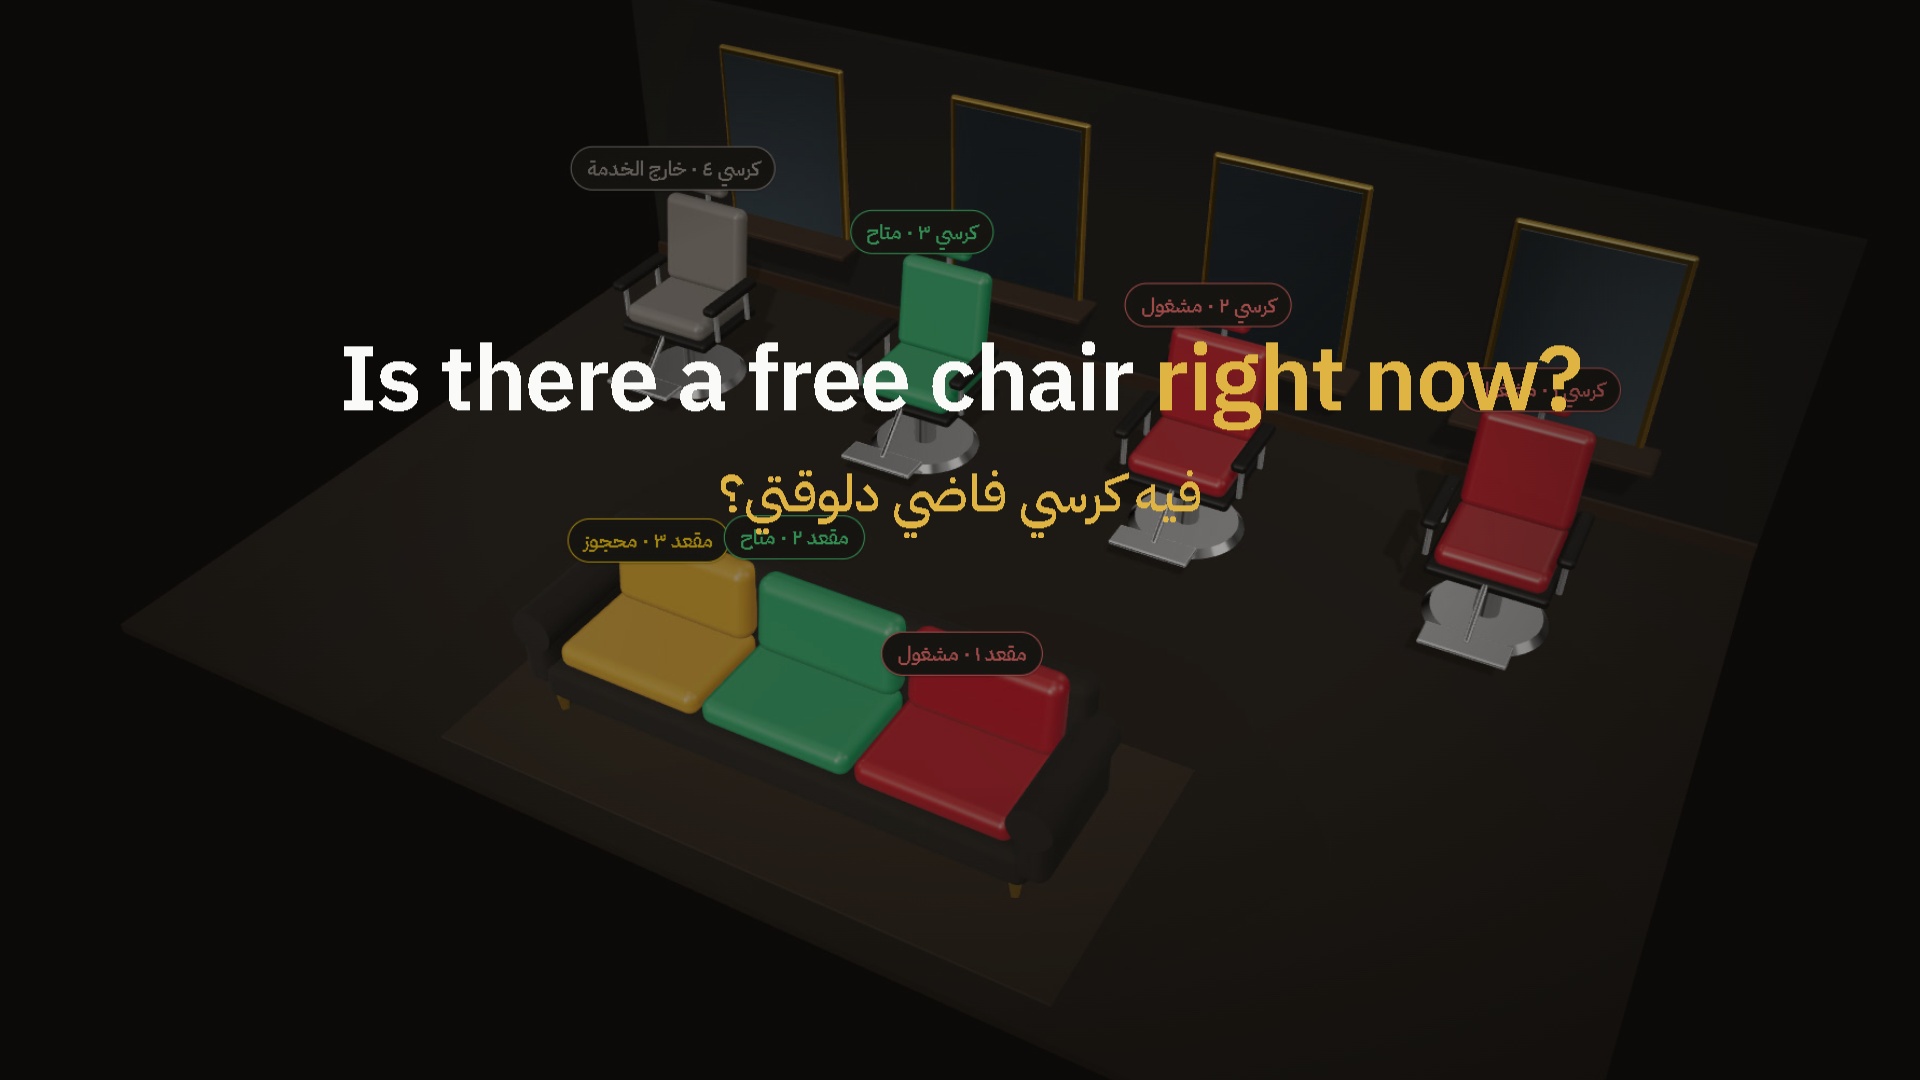 كرسي ٤ · خارج الخدمة
كرسي ٣ · متاح
كرسي ٢ · مشغول
Is there a free chair right now?
كرسي
فيه كرسي فاضي دلوقتي؟
مقعد ٣ · محجوز
مقعد ٢ · متاح
مقعد ١ · مشغول